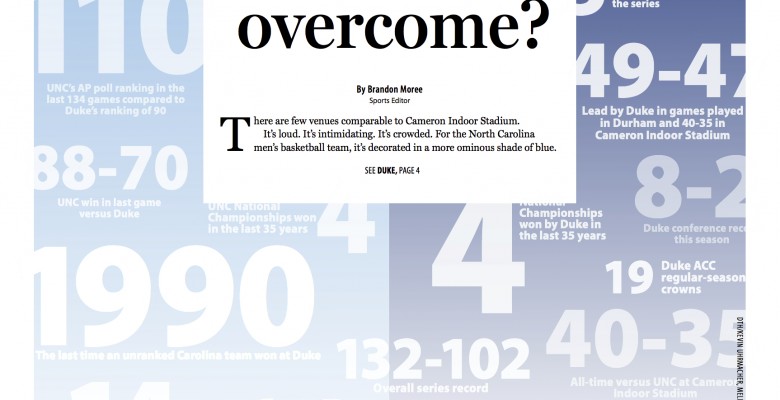 overcome?
By Brandon Moree
Sports Editor
There are few venues comparable to Cameron Indoor Stadium.
It's loud. It's intimidating. It's crowded. For the North Carolina
men's basketball team, it's decorated in a more ominous shade of blue.
SEE DUKE, PAGE 4
110
UNC's AP poll ranking in the
last 134 games compared to
Duke's ranking of 90
88-70
UNC win in last game
versus Duke
UNC National
Championships won
in the last 35 years
4
1990
The last time an unranked Carolina team won at Duke
132-102
Overall series record
the series
49-47
Lead by Duke in games played
in Durham and 40-35 in
Cameron Indoor Stadium
8-2
Duke conference
this season
4
National
Championships
won by Duke in
the last 35 years
19
Duke ACC
regular-season
crowns
40-35
All-time versus UNC at Cameron
Indoor Stadium
DTH/KEVIN UHRMACHER,